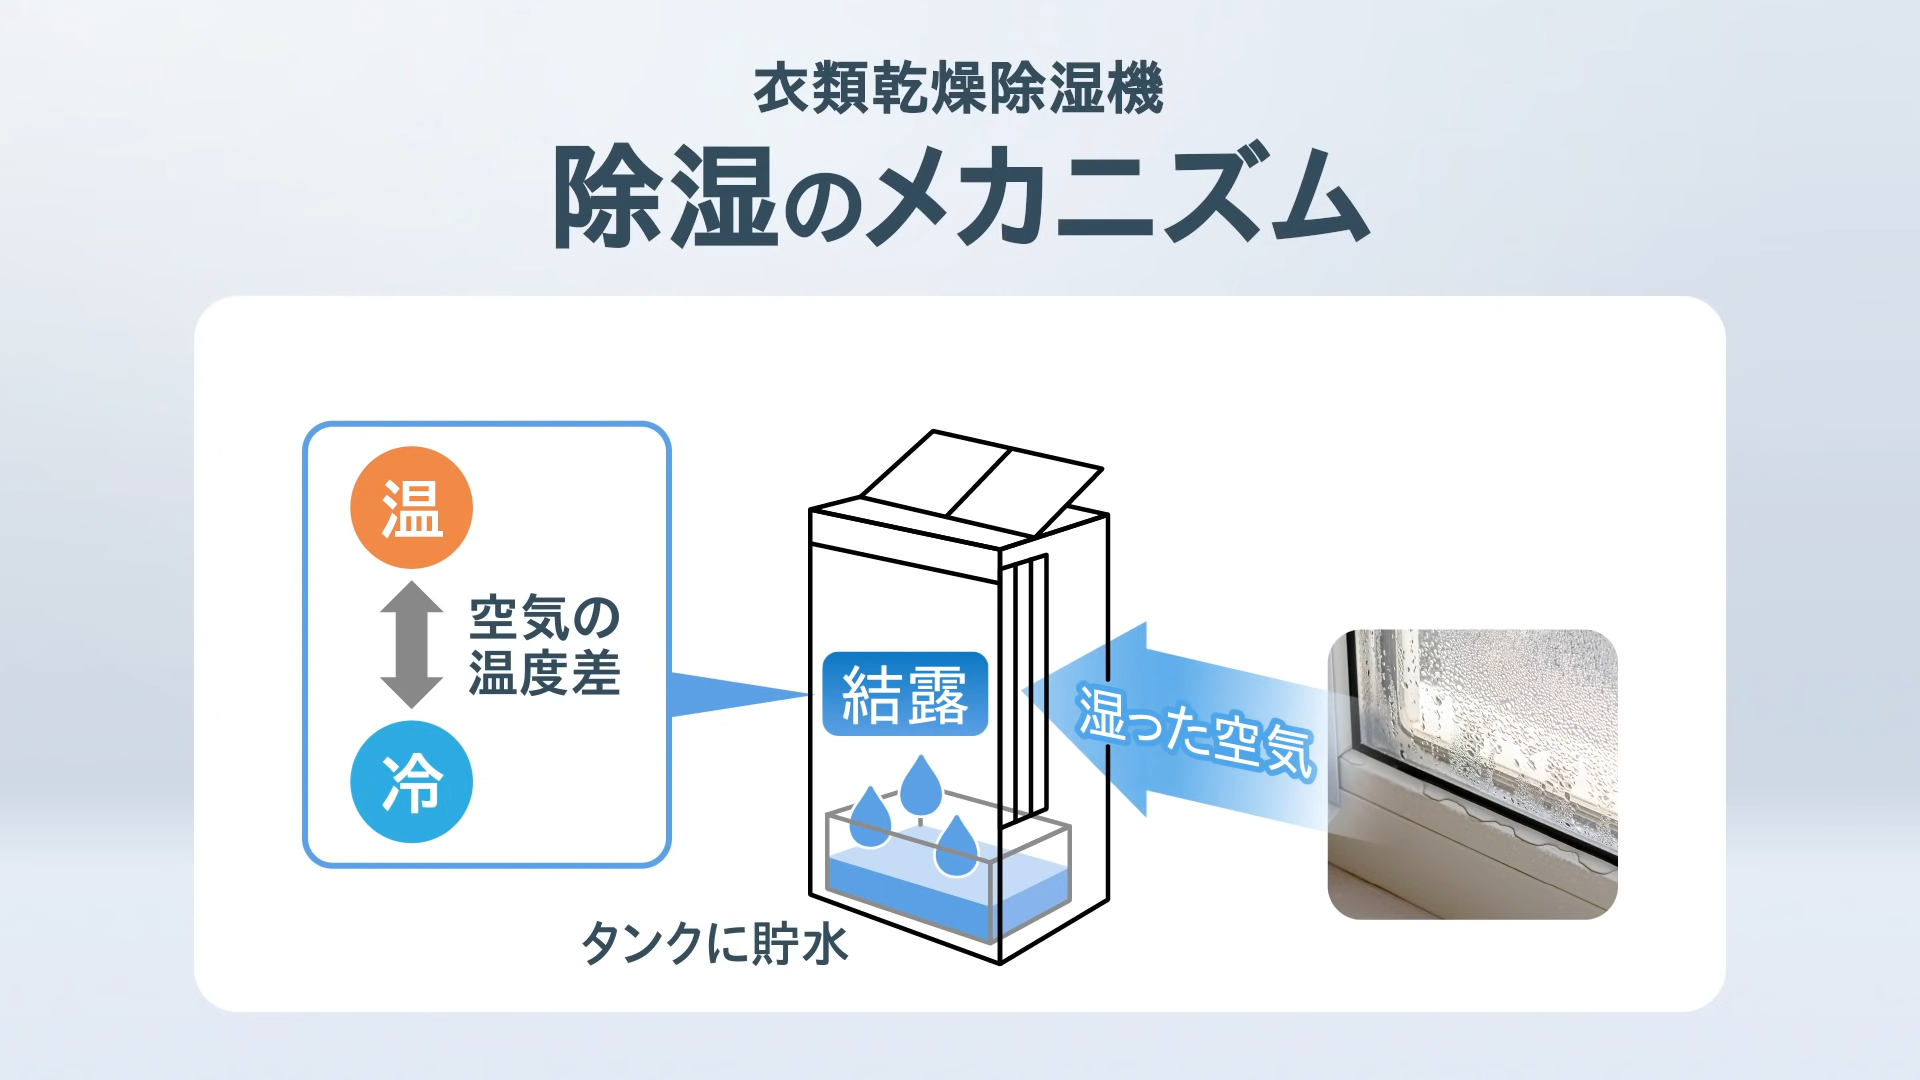 衣類乾燥除湿機
除湿のメカニズム
温
空気の
温度差
冷
結露
湿った空気
タンクに貯水